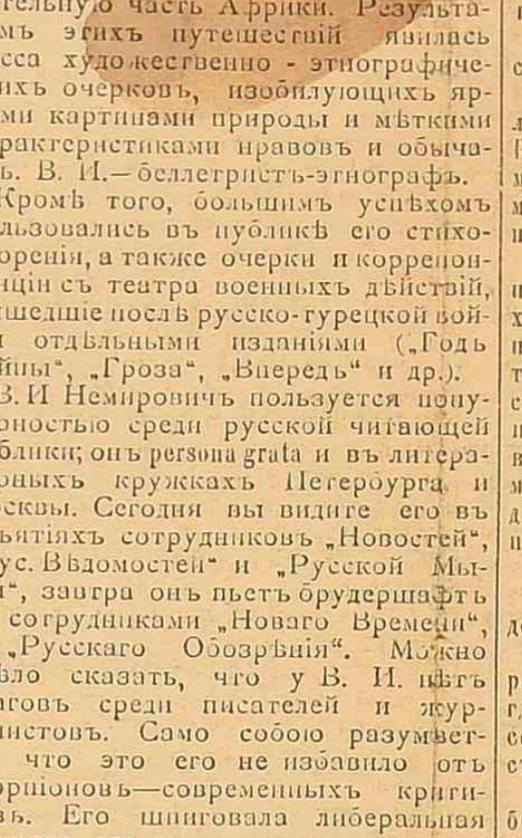 тельную часть Африки. Результа-
мъ этихъ путешествій явилась
сса художественно-этнографиче-
ихъ очерковъ, изобилующихъ яр-
ми картинами природы и мѣткими
рактеристиками нравовъ и обыча-
ъ. В. И.—беллетристъ-этнографъ.
Кромѣ того, большимъ успѣхомъ
льзовались въ публикѣ его стихо-
воренія, а также очерки и корреспон-
нціи съ театра военныхъ дѣйствій,
шедшіе послѣ русско-турецкой вой-
и отдѣльными изданіями („Годъ
йны“, „Гроза“, „Впередъ“ и др.).
В. И Немировичъ пользуется попу-
рностью среди русской читающей
блики; онъ persona grata и въ литера-
рныхъ кружкахъ Петербурга и
сквы. Сегодня вы видите его въ
ъятіяхъ сотрудниковъ „Новостей“,
ус. Вѣдомостей“ и „Русской Мы-
и“, завтра онъ пьетъ брудершафтъ
сотрудниками „Новаго Времени“,
„Русскаго Обозрѣнія“. Можно
ѣло сказать, что у В. И. нѣтъ
аговъ среди писателей и жур-
листовъ. Само собою разумѣет-
что это его не избавило отъ
орпіоновъ—современныхъ крити-
въ. Его шпиговала либеральная